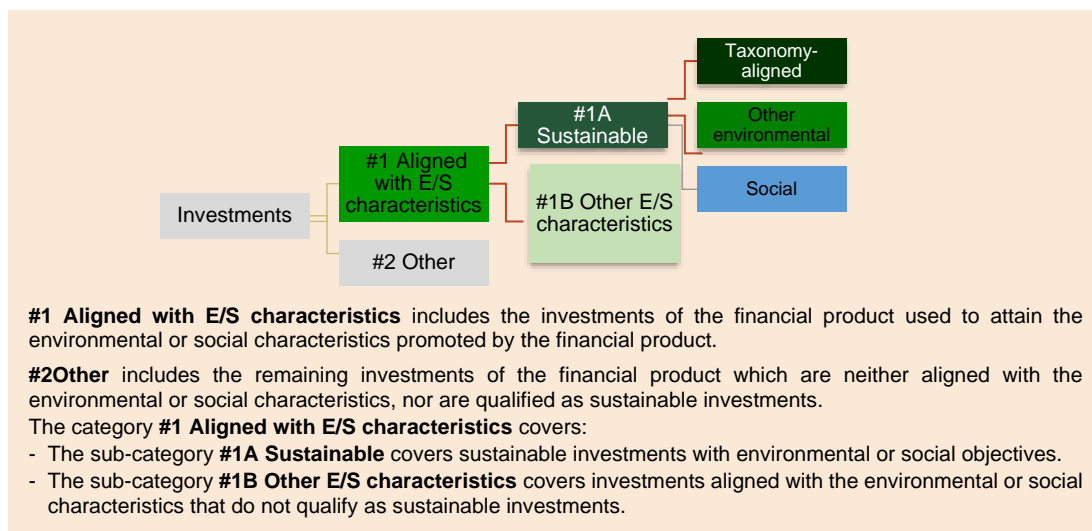 Taxonomy-
aligned
#1A
Sustainable
Other
environmental
#1 Aligned
with E/S
characteristics
#1B Other E/S
characteristics
Social
Investments
#2 Other
#1 Aligned with E/S characteristics includes the investments of the financial product used to attain the
environmental or social characteristics promoted by the financial product.
#2Other includes the remaining investments of the financial product which are neither aligned with the
environmental or social characteristics, nor are qualified as sustainable investments.
The category #1 Aligned with E/S characteristics covers:
- The sub-category #1A Sustainable covers sustainable investments with environmental or social objectives.
- The sub-category #1B Other E/S characteristics covers investments aligned with the environmental or social
characteristics that do not qualify as sustainable investments.